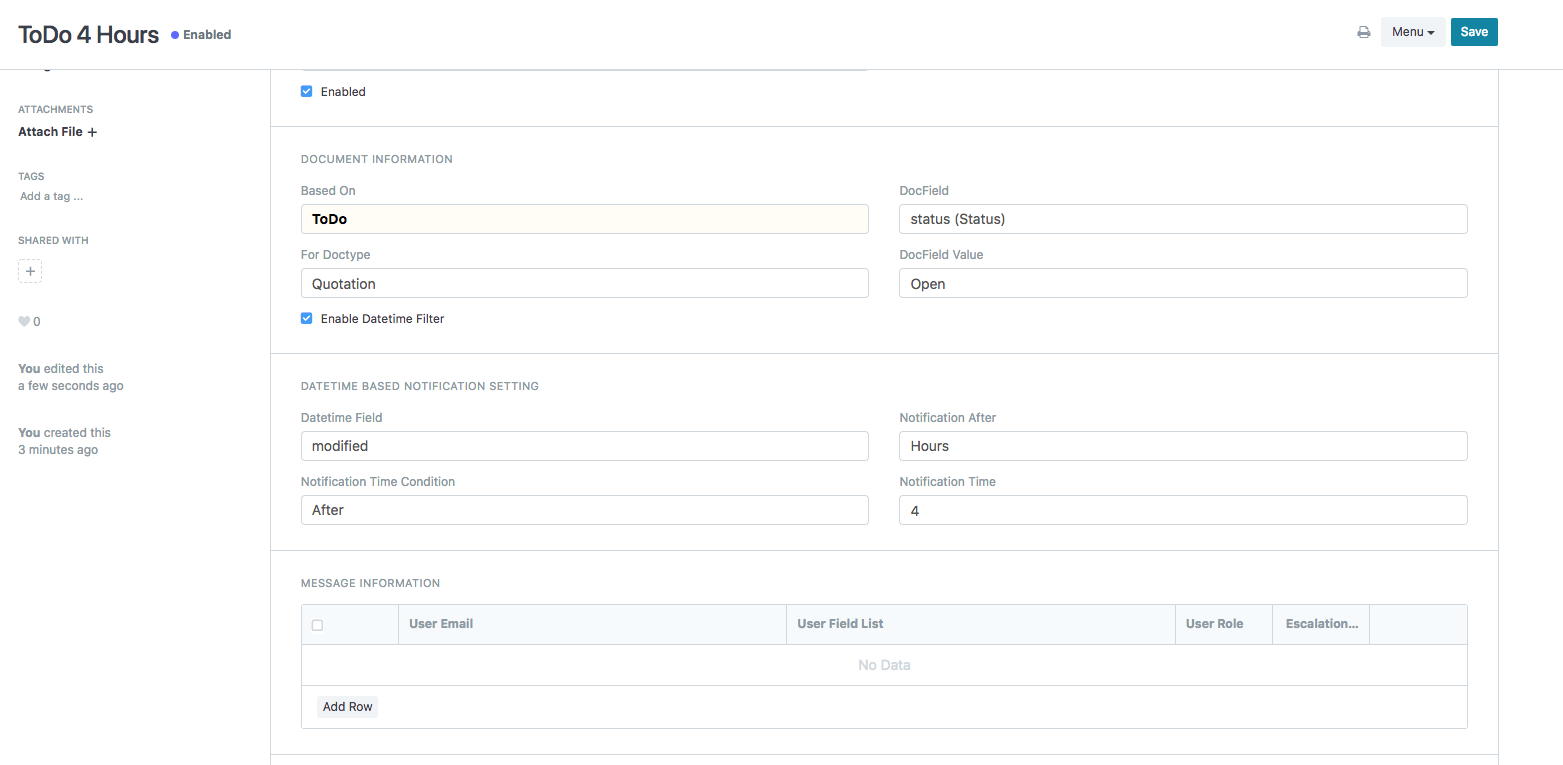 ToDo 4 Hours
Enabled
Menu
Save
ATTACHMENTS
Attach File +
TAGS
Add a tag ...
SHARED WITH
+
0
You edited this
a few seconds ago
You created this
3 minutes ago
Enabled
DOCUMENT INFORMATION
Based On
ToDo
DocField
status (Status)
For Doctype
Quotation
DocField Value
Open
Enable Datetime Filter
DATETIME BASED NOTIFICATION SETTING
Datetime Field
modified
Notification After
Hours
Notification Time Condition
After
Notification Time
4
MESSAGE INFORMATION
User Email User Field List User Role Escalation...
No Data
Add Row